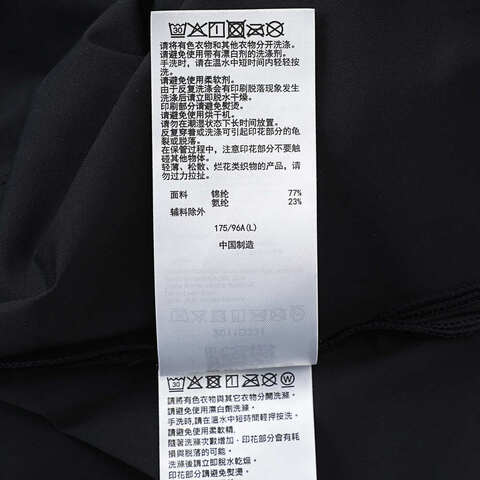 请将有色衣物和其他衣物分开洗涤。
请避免使用带有漂白剂的洗涤剂。
手洗时,请在温水中短时间内轻轻按
洗。
请避免使用柔软剂。
由于反复洗涤会有印刷脱落现象发生
洗涤后请立即脱水干燥。
印刷部分请避免熨烫。
请避免使用烘干机。
请勿在潮湿状态下长时间放置。
反复穿着或洗涤可引起印花部分的龟
裂或脱落。
在保管过程中，注意印花部分不要触
碰其他物体。
轻薄、松散、烂花类织物的产品，请
勿过力拉扯。
面料 锦纶 77%
氨纶 23%
辅料除外
175/96A(L)
中国制造
請將有色衣物與其它衣物分開洗滌。
請避免使用漂白劑洗滌。
手洗時,請在温水中短時間輕押按洗。
請避免使用柔軟精.
隨著洗滌次數增加, 印花部分會有耗
損與脱落的可能。
洗滌後請立即脱水乾燥.
印花部分請避免熨燙。